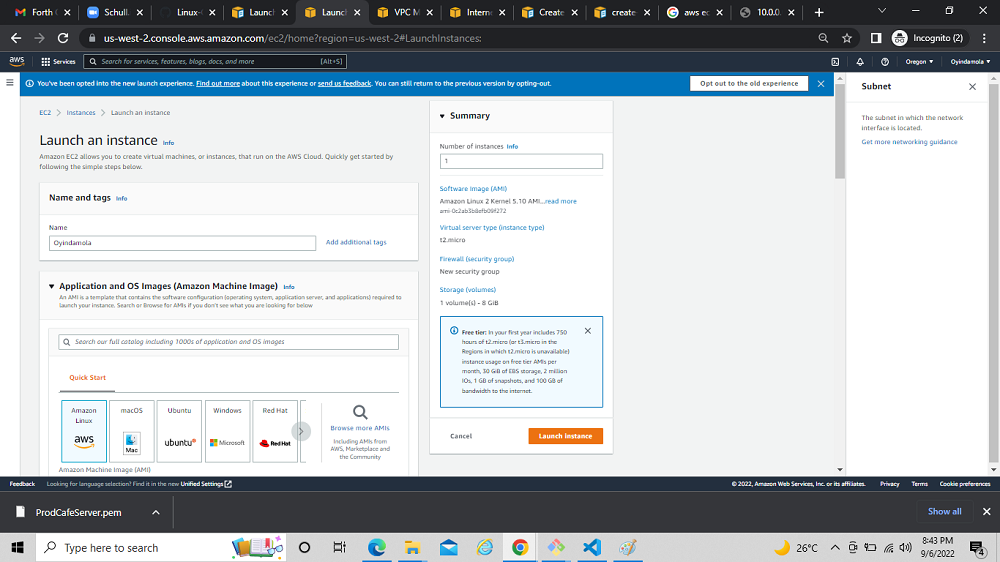 Forth C
Schull.
Linux-
Launch
Launch
VPC M
Intern
Create
create
aws ec
10.0.0.
us-west-2.console.aws.amazon.com/ec2/home?region=us-west-2#LaunchInstances:
Incognito (2)
aws
Services
Search for services, features, blogs, docs, and more
[Alt+S]
Oregon
Oyindamola
You've been opted into the new launch experience. Find out more about this experience or send us feedback. You can still return to the previous version by opting-out.
Opt out to the old experience
EC2 > Instances > Launch an instance
Launch an instance Info
Amazon EC2 allows you to create virtual machines, or instances, that run on the AWS Cloud. Quickly get started by
following the simple steps below.
Name and tags Info
Name
Oyindamola
Add additional tags
Application and OS Images (Amazon Machine Image) Info
An AMI is a template that contains the software configuration (operating system, application server, and applications) required to
launch your instance. Search or Browse for AMIs if you don't see what you are looking for below
Search our full catalog including 1000s of application and OS images
Quick Start
Amazon
Linux
aws
macOS
Mac
Ubuntu
ubuntu
Windows
Microsoft
Red Hat
Red Hat
Browse more AMIs
Including AMIs from
AWS, Marketplace and
the Community
Amazon Machine Image (AMI)
Summary
Number of instances Info
1
Software Image (AMI)
Amazon Linux 2 Kernel 5.10 AMI...read more
ami-0c2ab3b8efb09f272
Virtual server type (instance type)
t2.micro
Firewall (security group)
New security group
Storage (volumes)
1 volume(s) - 8 GiB
Free tier: In your first year includes 750
hours of t2.micro (or t3.micro in the
Regions in which t2.micro is unavailable)
instance usage on free tier AMIs per
month, 30 GiB of EBS storage, 2 million
IOs, 1 GB of snapshots, and 100 GB of
bandwidth to the internet.
Cancel
Launch instance
Subnet
The subnet in which the network
interface is located.
Get more networking guidance
Feedback
Looking for language selection? Find it in the new Unified Settings
© 2022, Amazon Web Services, Inc. or its affiliates.
Privacy
Terms
Cookie preferences
ProdCafeServer.pem
Show all
Type here to search
26°C
8:43 PM
9/6/2022
4